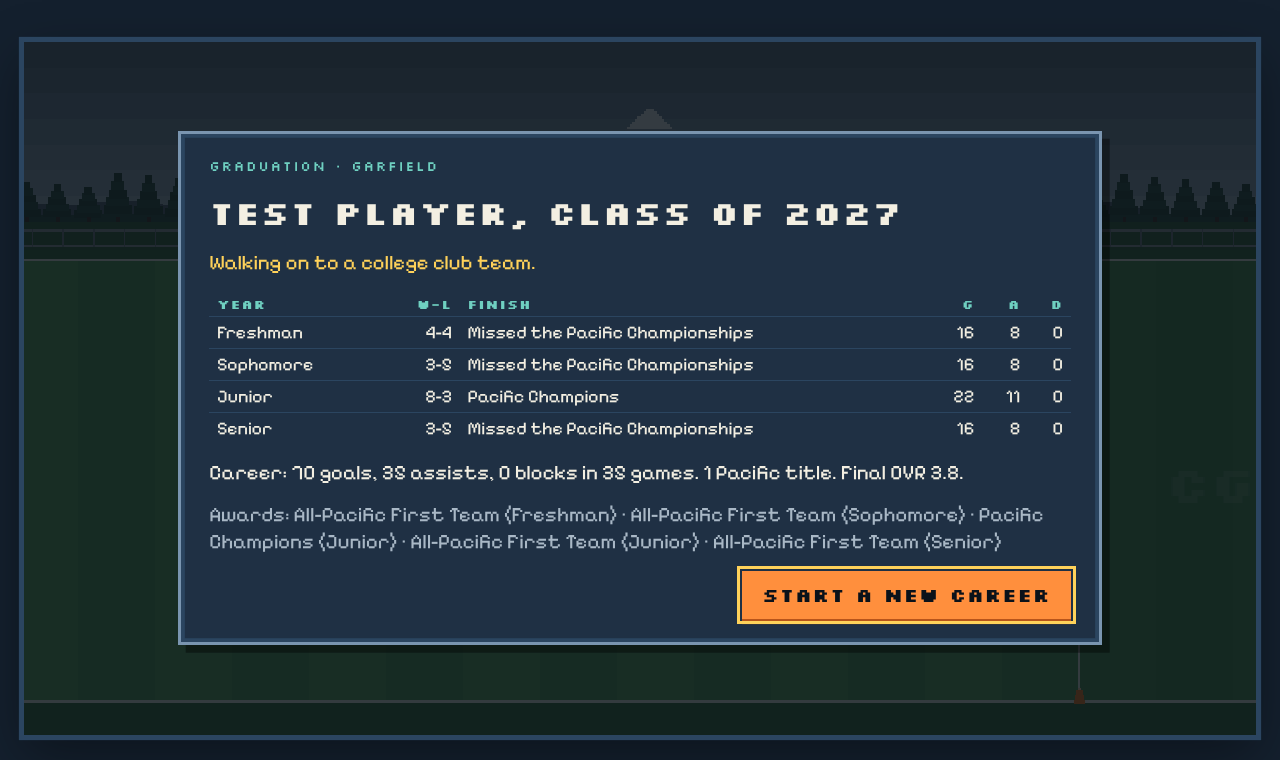 GRADUATION · GARFIELD
TEST PLAYER, CLASS OF 2027
Walking on to a college club team.
YEAR W-L FINISH G A D
Freshman 4-4 Missed the Pacific Championships 16 8 0
Sophomore 3-5 Missed the Pacific Championships 16 8 0
Junior 8-3 Pacific Champions 22 11 0
Senior 3-5 Missed the Pacific Championships 16 8 0
Career: 70 goals, 35 assists, 0 blocks in 35 games. 1 Pacific title. Final OVR 3.8.
Awards: All-Pacific First Team (Freshman) · All-Pacific First Team (Sophomore) · Pacific
Champions (Junior) · All-Pacific First Team (Junior) · All-Pacific First Team (Senior)
START A NEW CAREER
CG